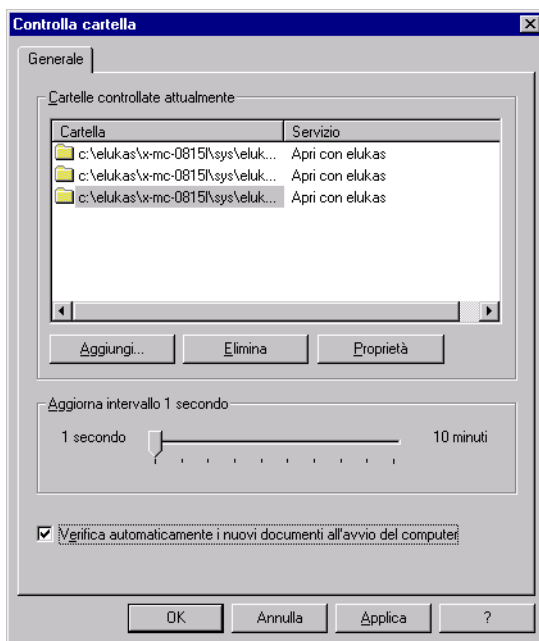 Controlla cartella
Generale
Cartelle controllate attualmente
Cartella Servizio
c:\elukas\x-mc-0815l\sys\eluk... Apri con elukas
c:\elukas\x-mc-0815l\sys\eluk... Apri con elukas
c:\elukas\x-mc-0815l\sys\eluk... Apri con elukas
Aggiungi... Elimina Proprietà
Aggiorna intervallo 1 secondo
1 secondo 10 minuti
Verifica automaticamente i nuovi documenti all'avvio del computer
OK Annulla Applica ?